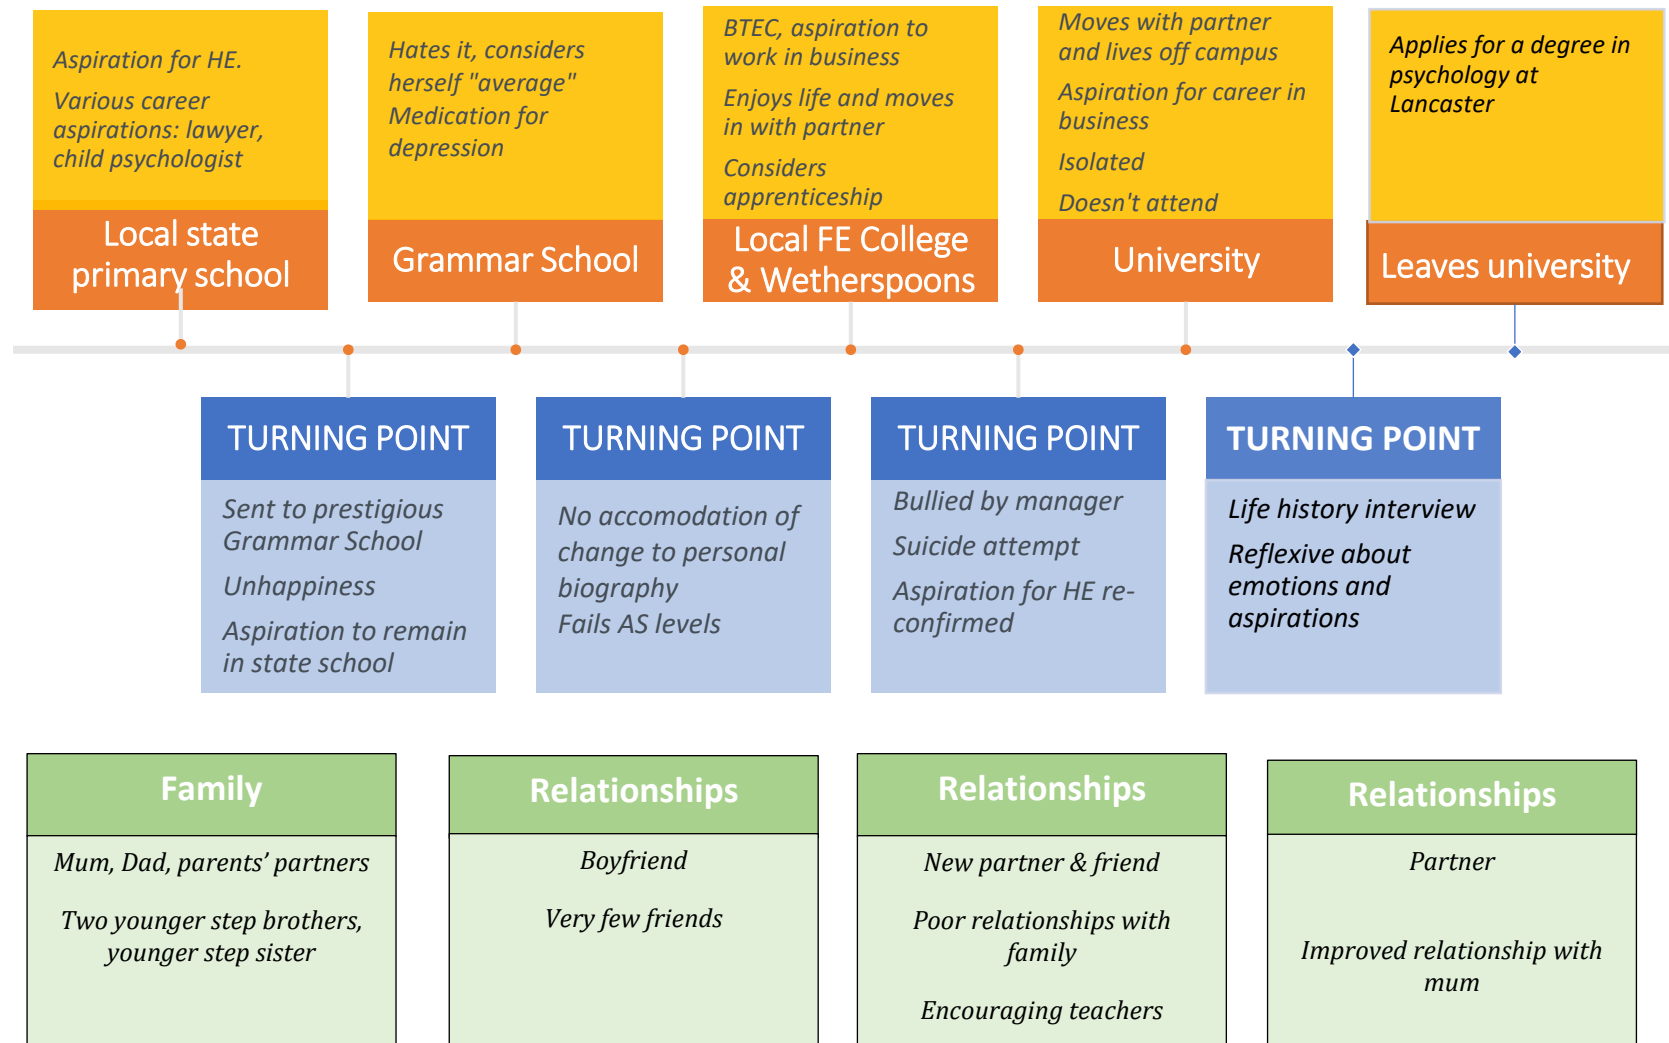 Aspiration for HE.
Various career
aspirations: lawyer,
child psychologist
Local state
primary school
Hates it, considers
herself "average"
Medication for
depression
Grammar School
BTEC, aspiration to
work in business
Enjoys life and moves
in with partner
Considers
apprenticeship
Local FE College
& Wetherspoons
Moves with partner
and lives off campus
Aspiration for career in
business
Isolated
Doesn't attend
University
Applies for a degree in
psychology at
Lancaster
Leaves university
TURNING POINT
Sent to prestigious
Grammar School
Unhappiness
Aspiration to remain
in state school
TURNING POINT
No accomodation of
change to personal
biography
Fails AS levels
TURNING POINT
Bullied by manager
Suicide attempt
Aspiration for HE re-
confirmed
TURNING POINT
Life history interview
Reflexive about
emotions and
aspirations
Family
Mum, Dad, parents’ partners
Two younger step brothers,
younger step sister
Relationships
Boyfriend
Very few friends
Relationships
New partner & friend
Poor relationships with
family
Encouraging teachers
Relationships
Partner
Improved relationship with
mum